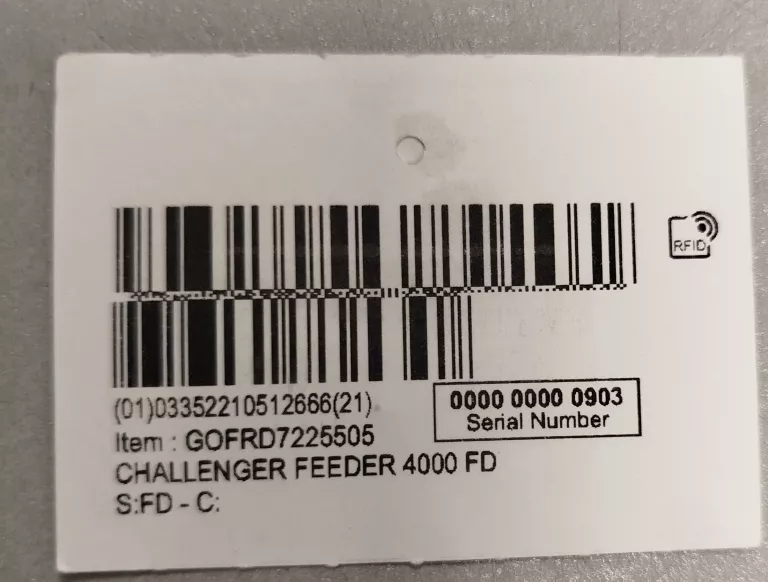 RFID
(01)03352210512666(21)
0000 0000 0903
Serial Number
Item : GOFRD7225505
CHALLENGER FEEDER 4000 FD
S:FD - C: